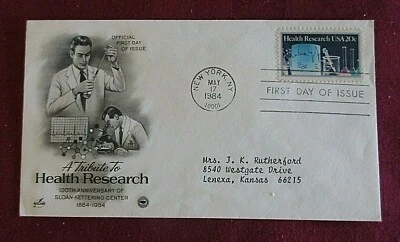 OFFICIAL
FIRST DAY
OF ISSUE
Health Research USA 20c
NEW YORK, NY
MAY
17
1984
10001
FIRST DAY OF ISSUE
A Tribute To
Health Research
100TH ANNIVERSARY OF
SLOAN-KETTERING CENTER
1884-1984
Mrs. J. K. Rutherford
8540 Westgate Drive
Lenexa, Kansas 66215